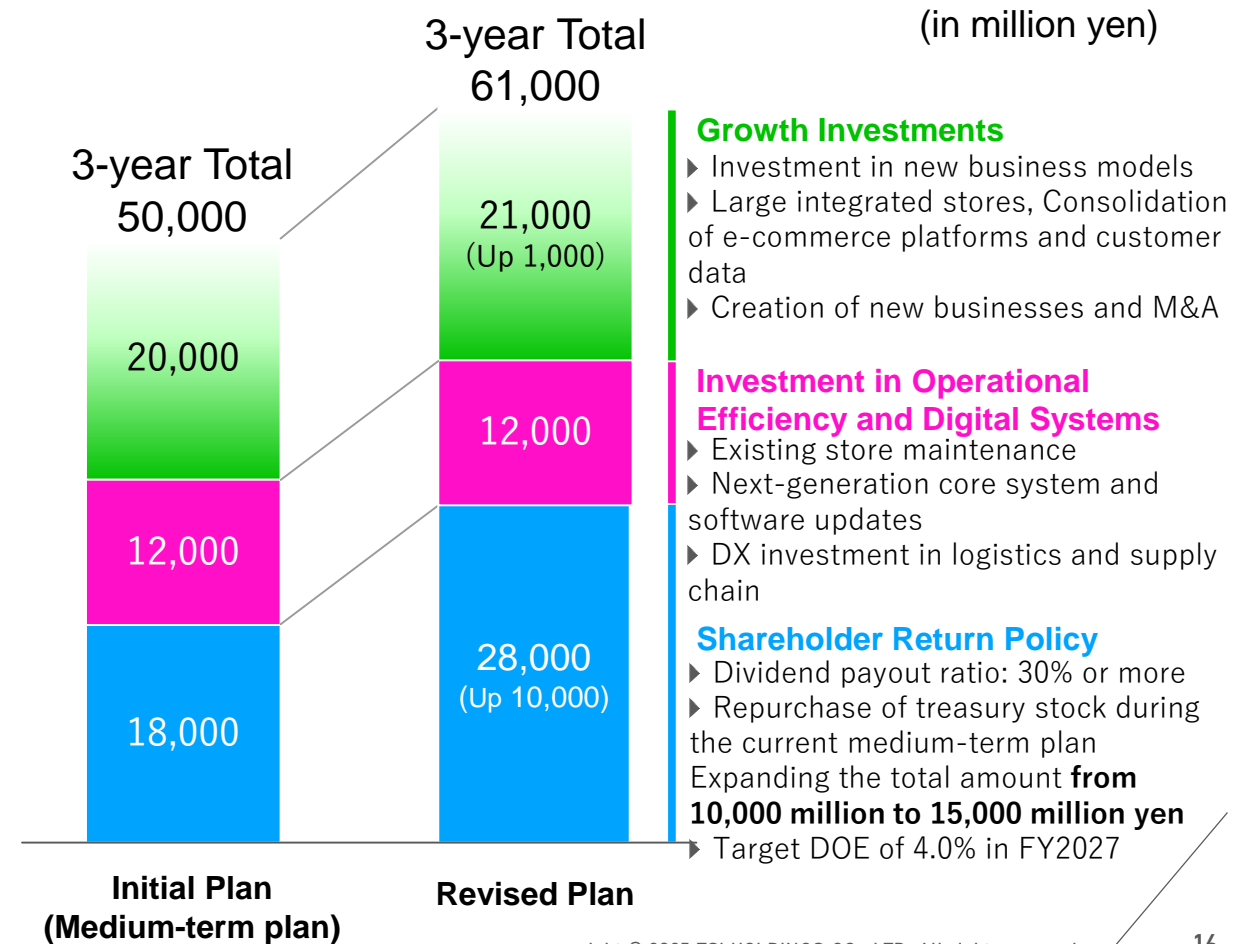 (in million yen)
3-year Total
61,000
3-year Total
50,000
20,000
12,000
18,000
21,000
(Up 1,000)
12,000
28,000
(Up 10,000)
Growth Investments
Investment in new business models
Large integrated stores, Consolidation
of e-commerce platforms and customer
data
Creation of new businesses and M&A
Investment in Operational
Efficiency and Digital Systems
Existing store maintenance
Next-generation core system and
software updates
DX investment in logistics and supply
chain
Shareholder Return Policy
Dividend payout ratio: 30% or more
Repurchase of treasury stock during
the current medium-term plan
Expanding the total amount from
10,000 million to 15,000 million yen
Target DOE of 4.0% in FY2027
Initial Plan
(Medium-term plan)
Revised Plan